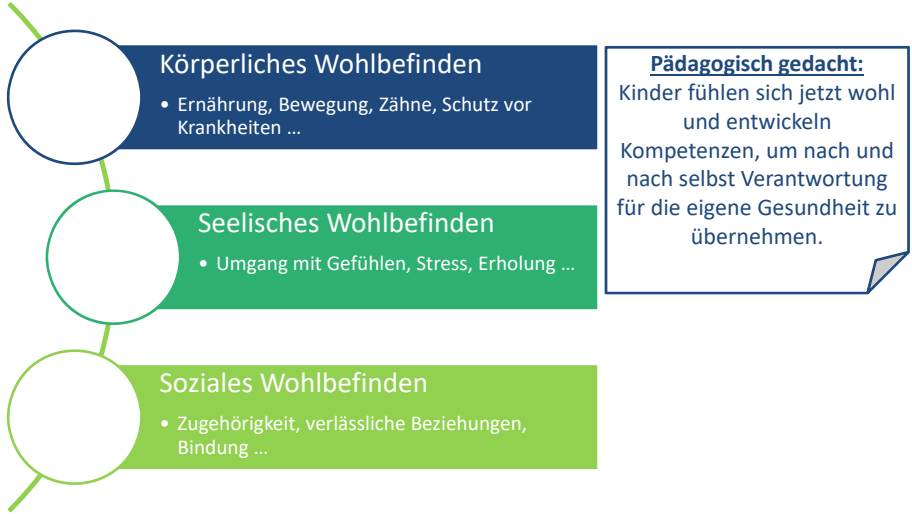 Körperliches Wohlbefinden
• Ernährung, Bewegung, Zähne, Schutz vor
Krankheiten ...
Seelisches Wohlbefinden
• Umgang mit Gefühlen, Stress, Erholung ...
Soziales Wohlbefinden
• Zugehörigkeit, verlässliche Beziehungen,
Bindung ...
Pädagogisch gedacht:
Kinder fühlen sich jetzt wohl
und entwickeln
Kompetenzen, um nach und
nach selbst Verantwortung
für die eigene Gesundheit zu
übernehmen.